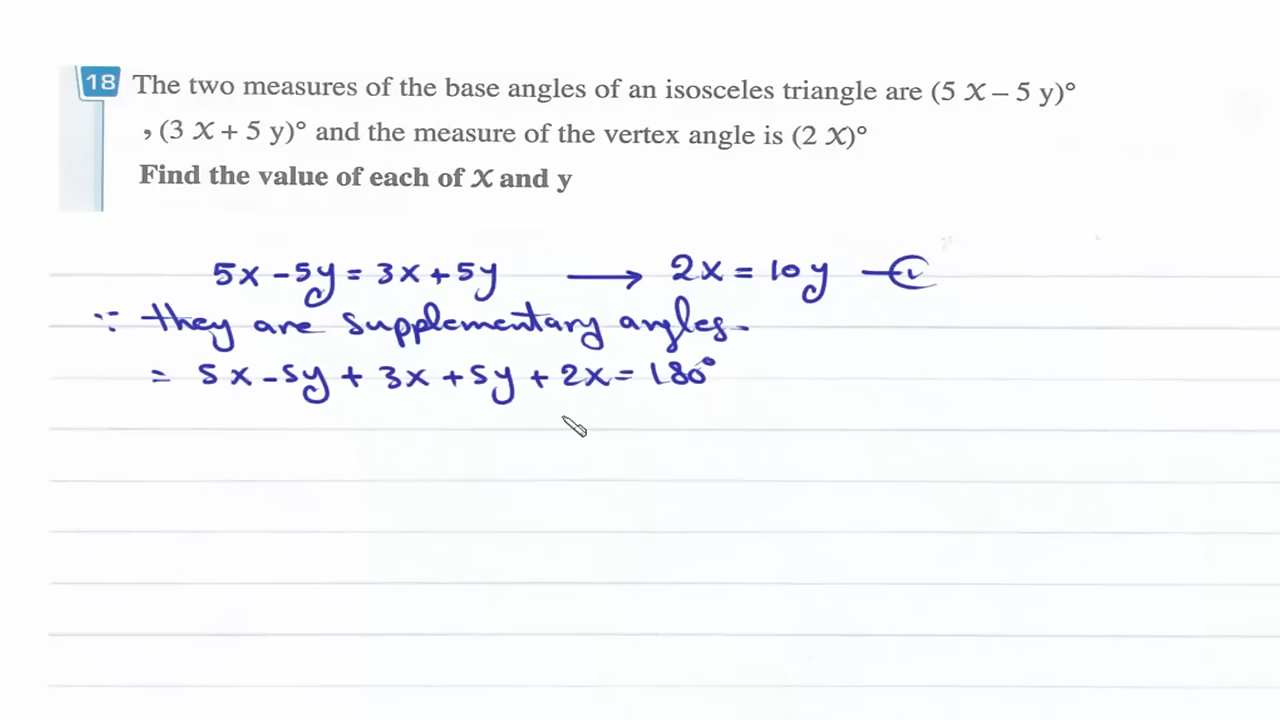 18 The two measures of the base angles of an isosceles triangle are (5 X – 5 y)°
, (3 X + 5 y)° and the measure of the vertex angle is (2 X)°
Find the value of each of X and y
5x - 5y = 3x + 5y ⟶ 2x = 10y —
∵ they are supplementary angles.
= 5x - 5y + 3x + 5y + 2x = 180°